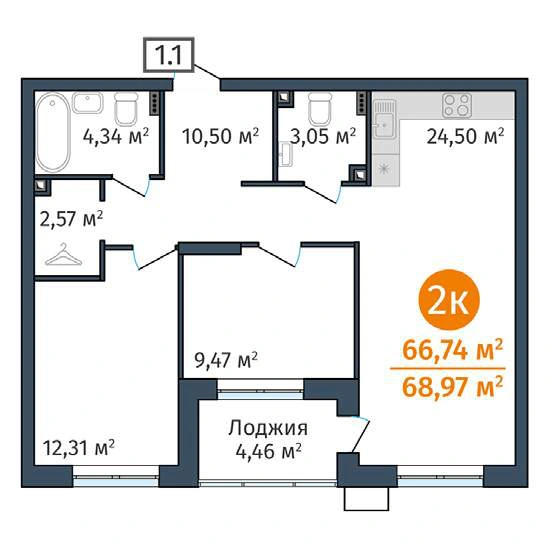 1.1
4,34 м²
10,50 м²
3,05 м²
24,50 м²
2,57 м²
2к
66,74 м²
68,97 м²
9,47 м²
12,31 м²
Лоджия
4,46 м²